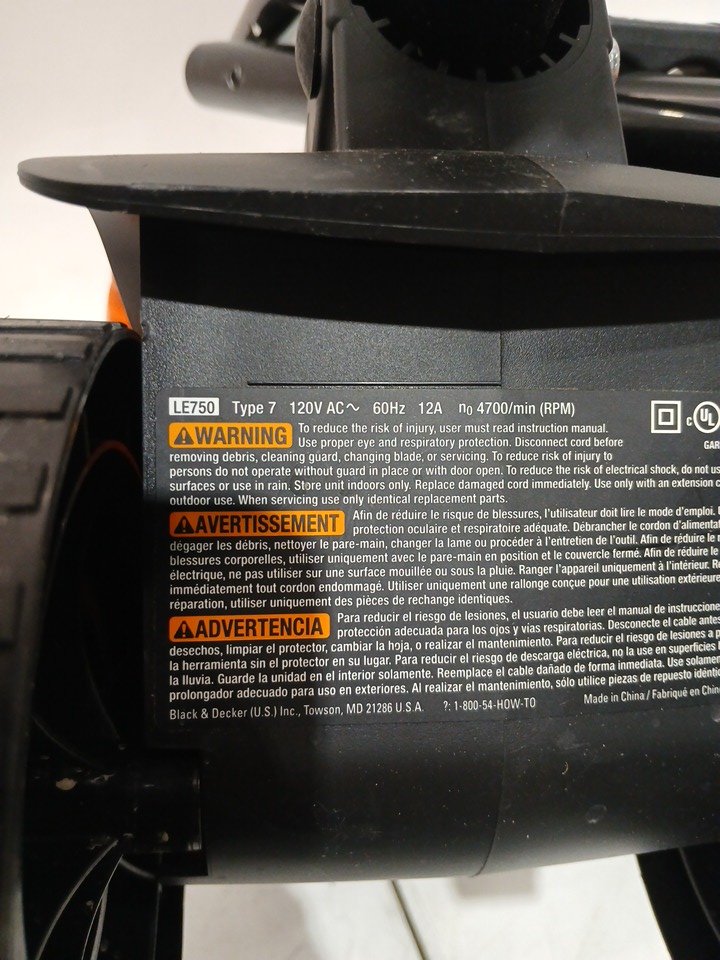 LE750 Type 7 120V AC~ 60Hz 12A n0 4700/min (RPM)
c UL
GAR
⚠WARNING To reduce the risk of injury, user must read instruction manual.
Use proper eye and respiratory protection. Disconnect cord before
removing debris, cleaning guard, changing blade, or servicing. To reduce risk of injury to
persons do not operate without guard in place or with door open. To reduce the risk of electrical shock, do not us
surfaces or use in rain. Store unit indoors only. Replace damaged cord immediately. Use only with an extension c
outdoor use. When servicing use only identical replacement parts.
⚠AVERTISSEMENT Afin de réduire le risque de blessures, l'utilisateur doit lire le mode d'emploi.
protection oculaire et respiratoire adéquate. Débrancher le cordon d'alimenta
dégager les débris, nettoyer le pare-main, changer la lame ou procéder à l'entretien de l'outil. Afin de réduire le r
blessures corporelles, utiliser uniquement avec le pare-main en position et le couvercle fermé. Afin de réduire le
électrique, ne pas utiliser sur une surface mouillée ou sous la pluie. Ranger l'appareil uniquement à l'intérieur. R
immédiatement tout cordon endommagé. Utiliser uniquement une rallonge conçue pour une utilisation extérieure
réparation, utiliser uniquement des pièces de rechange identiques.
⚠ADVERTENCIA Para reducir el riesgo de lesiones, el usuario debe leer el manual de instruccione
protección adecuada para los ojos y vías respiratorias. Desconecte el cable antes
desechos, limpiar el protector, cambiar la hoja, o realizar el mantenimiento. Para reducir el riesgo de lesiones a p
la herramienta sin el protector en su lugar. Para reducir el riesgo de descarga eléctrica, no la use en superficies
la lluvia. Guarde la unidad en el interior solamente. Reemplace el cable dañado de forma inmediata. Use solamen
prolongador adecuado para uso en exteriores. Al realizar el mantenimiento, sólo utilice piezas de repuesto idéntic
Black & Decker (U.S.) Inc., Towson, MD 21286 U.S.A. ?: 1-800-54-HOW-TO Made in China / Fabriqué en Chin